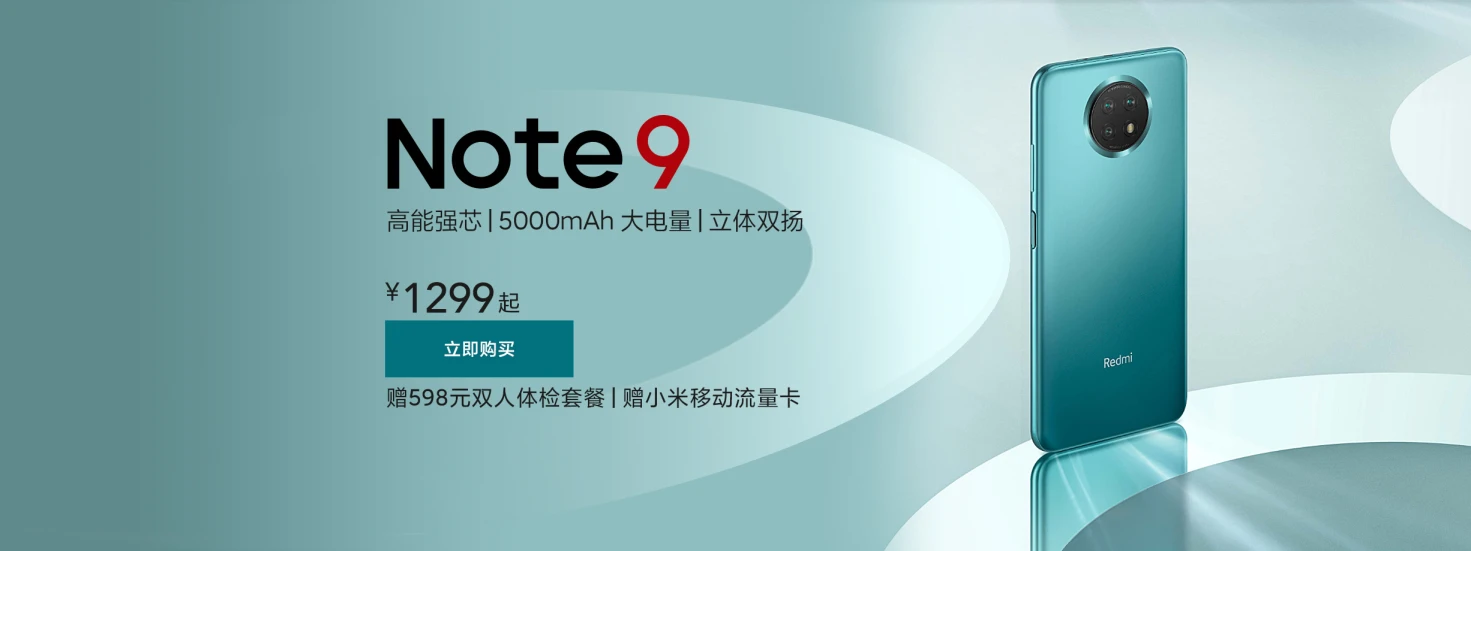 Note 9
高能强芯 | 5000mAh 大电量 | 立体双扬
¥1299起
立即购买
赠598元双人体检套餐 | 赠小米移动流量卡
Redmi